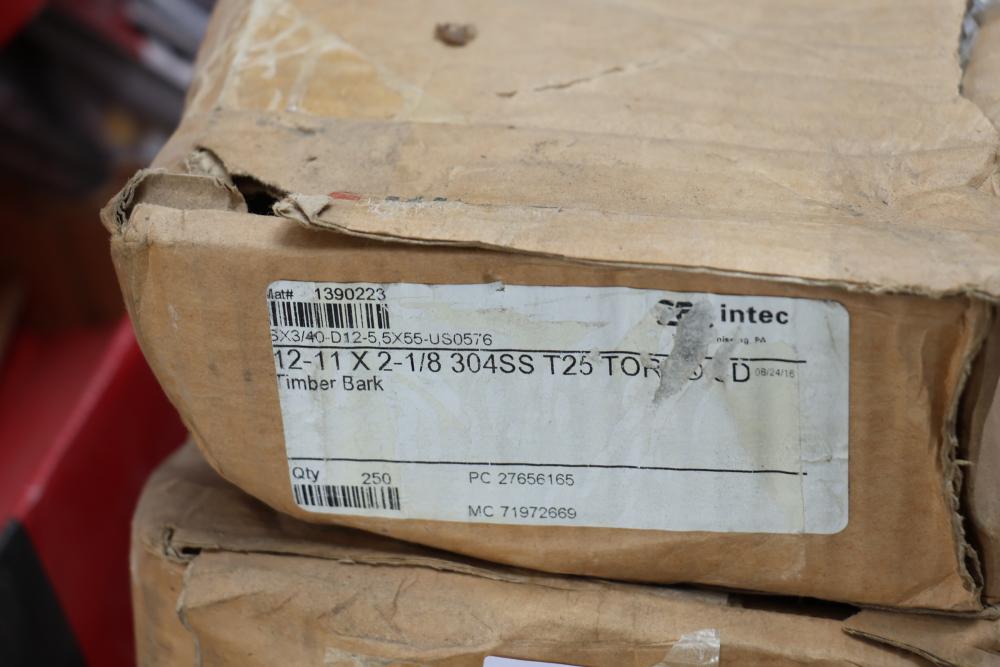 Mat# 1390223
intec
SX3/40-D12-5,5X55-US0576
12-11 X 2-1/8 304SS T25 08/24/16
Timber Bark
Qty 250
PC 27656165
MC 71972669